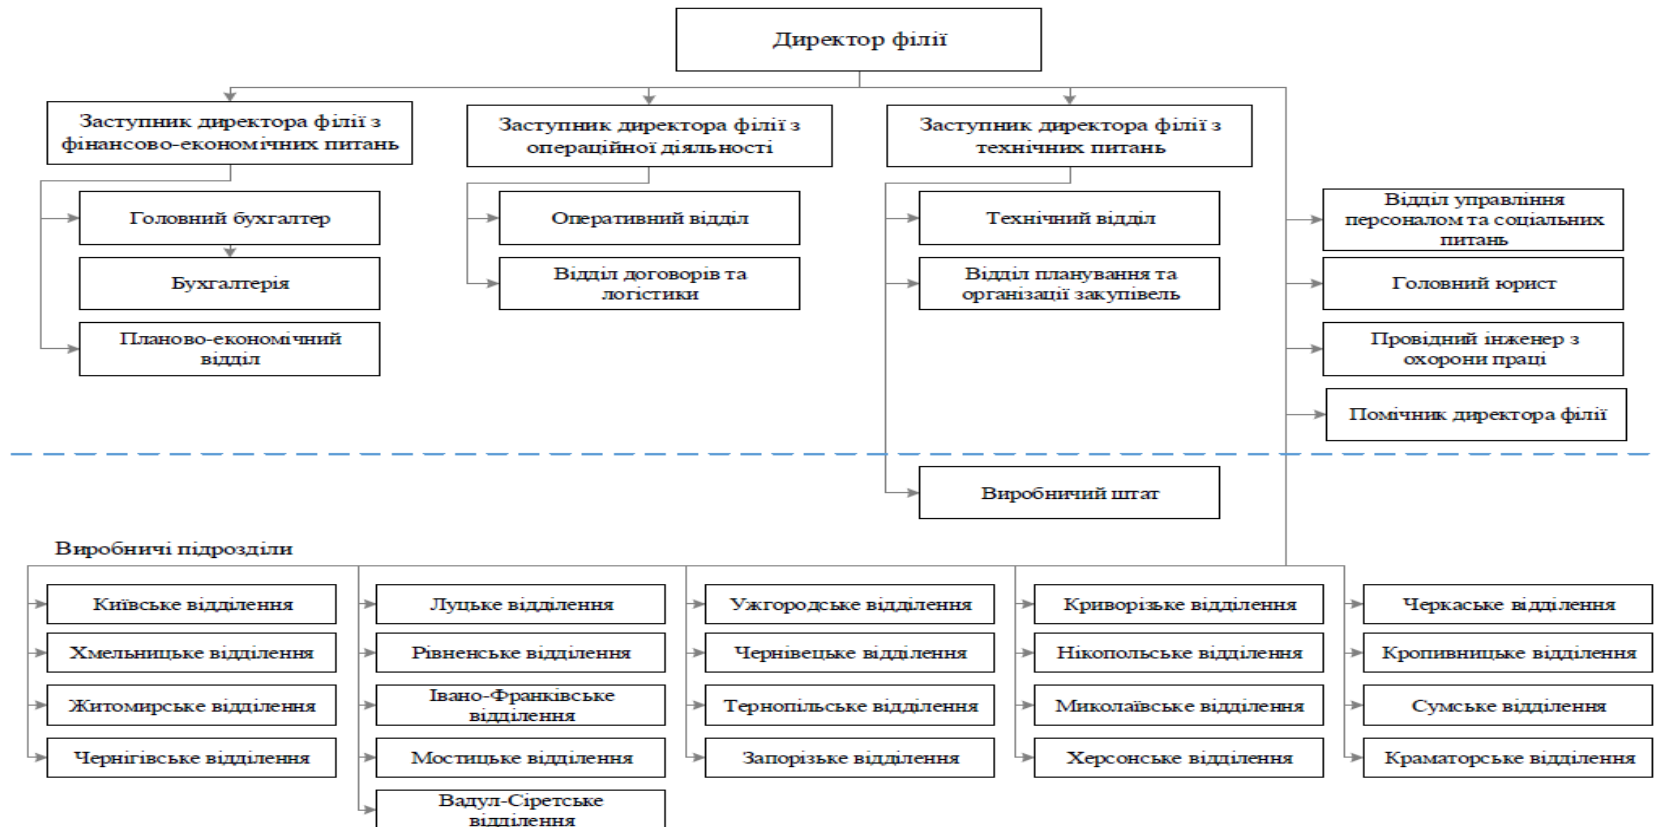 Директор філії
Заступник директора філії з
фінансово-економічних питань
Заступник директора філії з
операційної діяльності
Заступник директора філії з
технічних питань
Головний бухгалтер
Оперативний відділ
Технічний відділ
Відділ управління
персоналом та соціальних
питань
Бухгалтерія
Відділ договорів та
логістики
Відділ планування та
організації закупівель
Головний юрист
Планово-економічний
відділ
Провідний інженер з
охорони праці
Помічник директора філії
Виробничий штат
Виробничі підрозділи
Київське відділення
Луцьке відділення
Ужгородське відділення
Криворізьке відділення
Черкаське відділення
Хмельницьке відділення
Рівненське відділення
Чернівецьке відділення
Нікопольське відділення
Кропивницьке відділення
Житомирське відділення
Івано-Франківське
відділення
Тернопільське відділення
Миколаївське відділення
Сумське відділення
Чернігівське відділення
Мостицьке відділення
Запорізьке відділення
Херсонське відділення
Краматорське відділення
Вадул-Сіретське
відділення